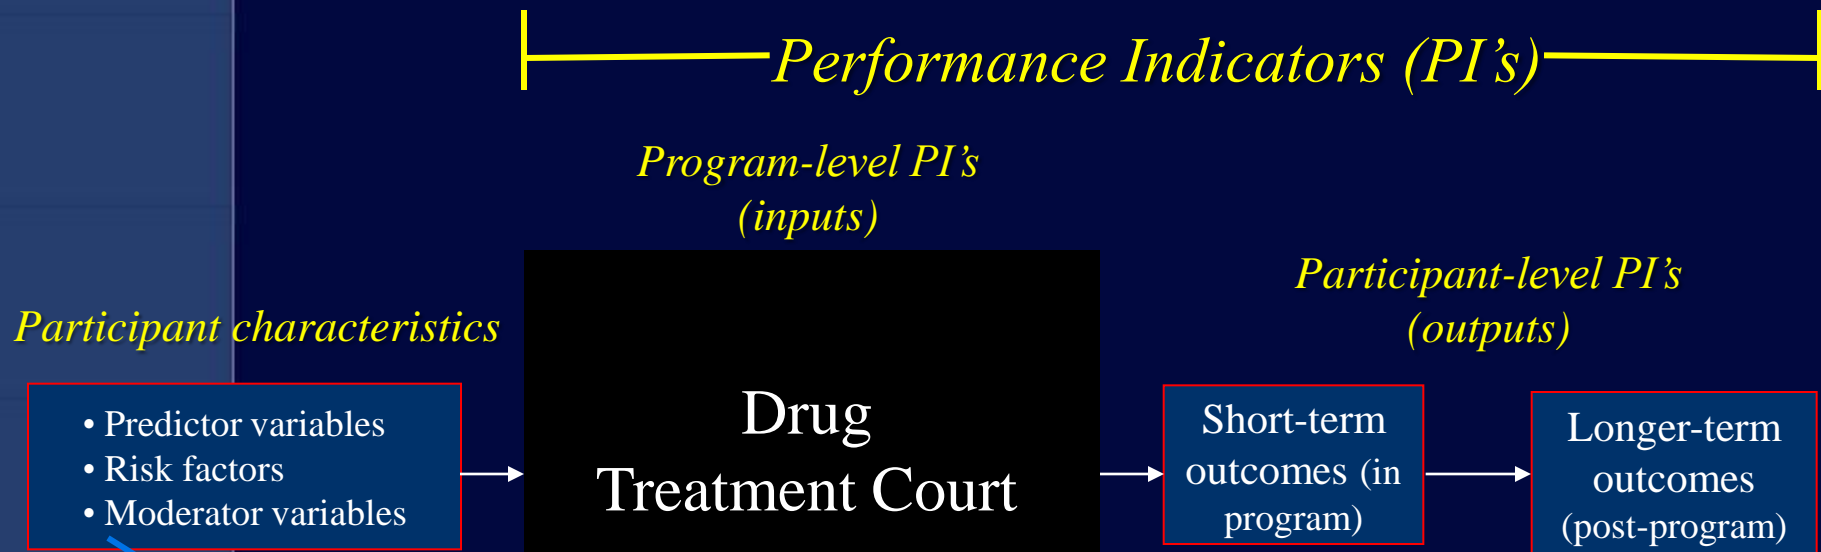 Performance Indicators (PI’s)
Program-level PI’s
(inputs)
Participant-level PI’s
(outputs)
Participant characteristics
• Predictor variables
• Risk factors
• Moderator variables
Drug
Treatment Court
Short-term
outcomes (in
program)
Longer-term
outcomes
(post-program)